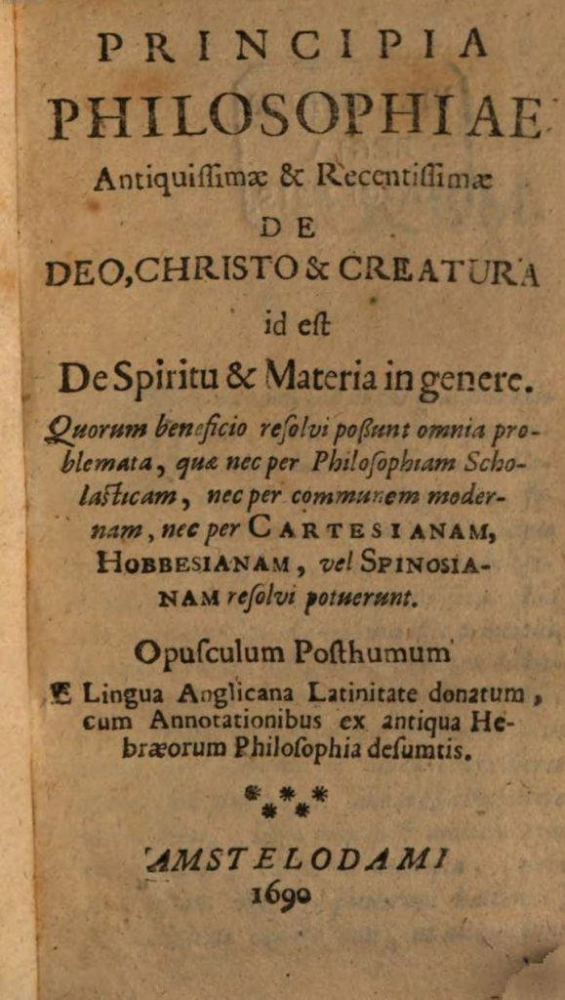 PRINCIPIA
PHILOSOPHIAE
Antiquiſſimæ & Recentiſſimæ
DE
DEO, CHRISTO & CREATURA
id eſt
De Spiritu & Materia in genere.
Quorum beneficio reſolvi poßunt omnia pro-
blemata, quæ nec per Philoſophiam Scho-
laſticam, nec per communem moder-
nam, nec per CARTESIANAM,
HOBBESIANAM, vel SPINOSIA-
NAM reſolvi potuerunt.
Opuſculum Poſthumum
E Lingua Anglicana Latinitate donatum,
cum Annotationibus ex antiqua He-
bræorum Philoſophia deſumtis.
* * *
* *
AMSTELODAMI
1690